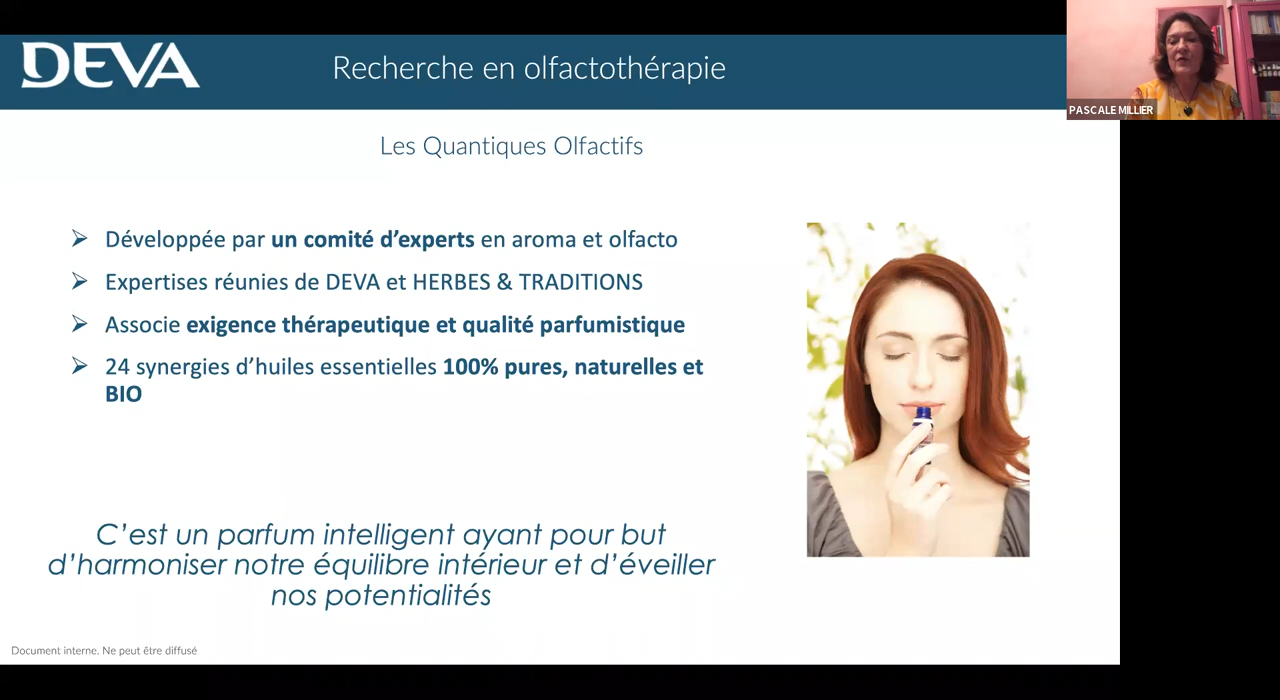 DEVA
Recherche en olfactothérapie
PASCALE MILLIER
Les Quantiques Olfactifs
➢ Développée par un comité d’experts en aroma et olfacto
➢ Expertises réunies de DEVA et HERBES & TRADITIONS
➢ Associe exigence thérapeutique et qualité parfumistique
➢ 24 synergies d’huiles essentielles 100% pures, naturelles et
BIO
C’est un parfum intelligent ayant pour but
d’harmoniser notre équilibre intérieur et d’éveiller
nos potentialités
Document interne. Ne peut être diffusé